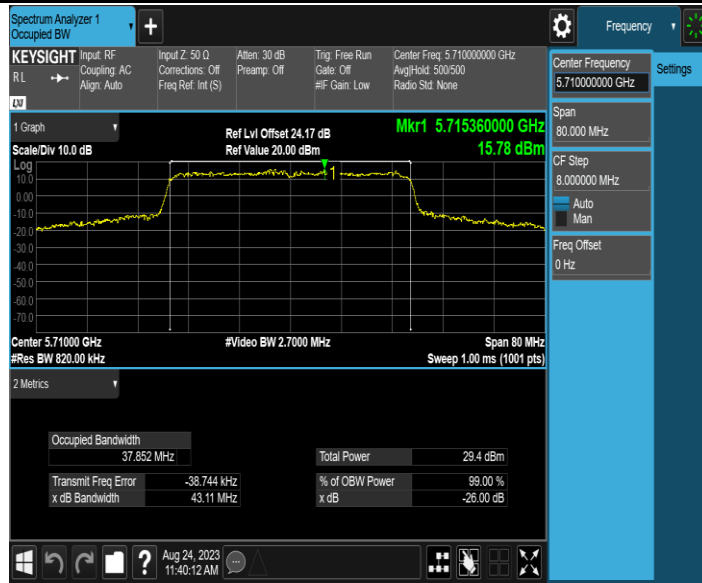 Spectrum Analyzer 1
Occupied BW
+
Frequency
KEYSIGHT
RL
LXI
Input: RF
Coupling: AC
Align: Auto
Input Z: 50 Ω
Corrections: Off
Freq Ref: Int (S)
Atten: 30 dB
Preamp: Off
Trig: Free Run
Gate: Off
#IF Gain: Low
Center Freq: 5.710000000 GHz
Avg|Hold: 500/500
Radio Std: None
Center Frequency
5.710000000 GHz
Settings
Span
80.000 MHz
CF Step
8.000000 MHz
Auto
Man
Freq Offset
0 Hz
1 Graph
Scale/Div 10.0 dB
Ref Lvl Offset 24.17 dB
Ref Value 20.00 dBm
Mkr1 5.715360000 GHz
15.78 dBm
Log
10.0
0.00
-10.0
-20.0
-30.0
-40.0
-50.0
-60.0
-70.0
1
Center 5.71000 GHz
#Res BW 820.00 kHz
#Video BW 2.7000 MHz
Span 80 MHz
Sweep 1.00 ms (1001 pts)
2 Metrics
Occupied Bandwidth
37.852 MHz
Total Power 29.4 dBm
Transmit Freq Error -38.744 kHz
% of OBW Power 99.00 %
x dB Bandwidth 43.11 MHz
x dB -26.00 dB
?
Aug 24, 2023
11:40:12 AM